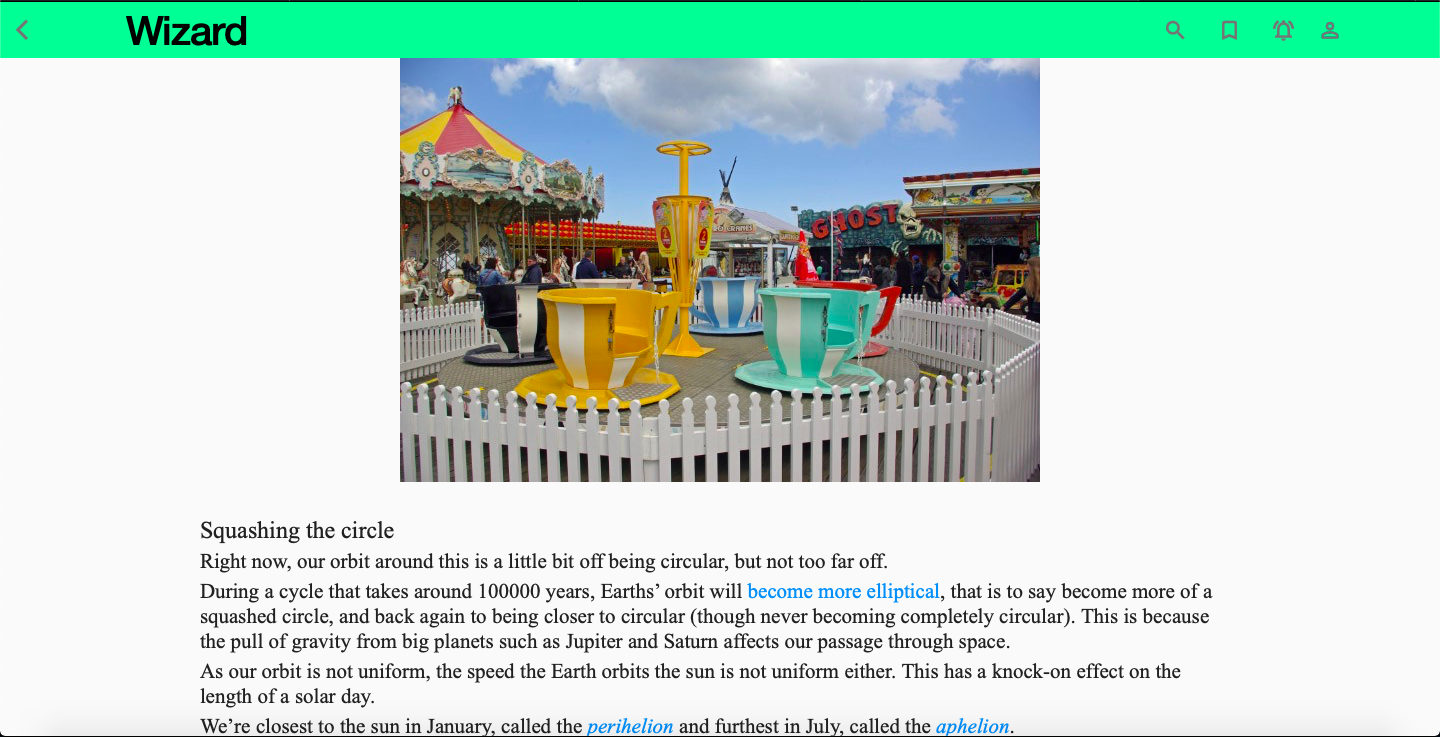 Wizard
GHOST
CRANES
Squashing the circle
Right now, our orbit around this is a little bit off being circular, but not too far off.
During a cycle that takes around 100000 years, Earths’ orbit will become more elliptical, that is to say become more of a
squashed circle, and back again to being closer to circular (though never becoming completely circular). This is because
the pull of gravity from big planets such as Jupiter and Saturn affects our passage through space.
As our orbit is not uniform, the speed the Earth orbits the sun is not uniform either. This has a knock-on effect on the
length of a solar day.
We’re closest to the sun in January, called the perihelion and furthest in July, called the aphelion.